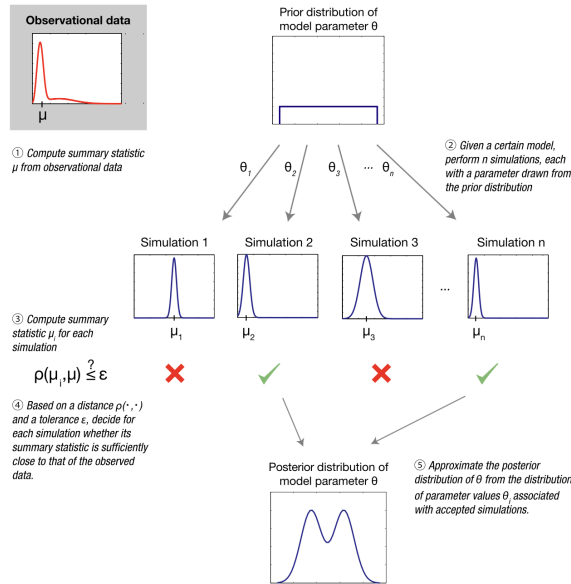 Observational data
μ
① Compute summary statistic
μ from observational data
Prior distribution of
model parameter θ
② Given a certain model,
perform n simulations, each
with a parameter drawn from
the prior distribution
θ1 θ2 θ3 ... θn
Simulation 1 Simulation 2 Simulation 3 Simulation n
...
μ1 μ2 μ3 μn
③ Compute summary
statistic μi for each
simulation
ρ(μi,μ) ≤? ε
④ Based on a distance ρ(·,·)
and a tolerance ε, decide for
each simulation whether its
summary statistic is sufficiently
close to that of the observed
data.
Posterior distribution of
model parameter θ
⑤ Approximate the posterior
distribution of θ from the distribution
of parameter values θi associated
with accepted simulations.